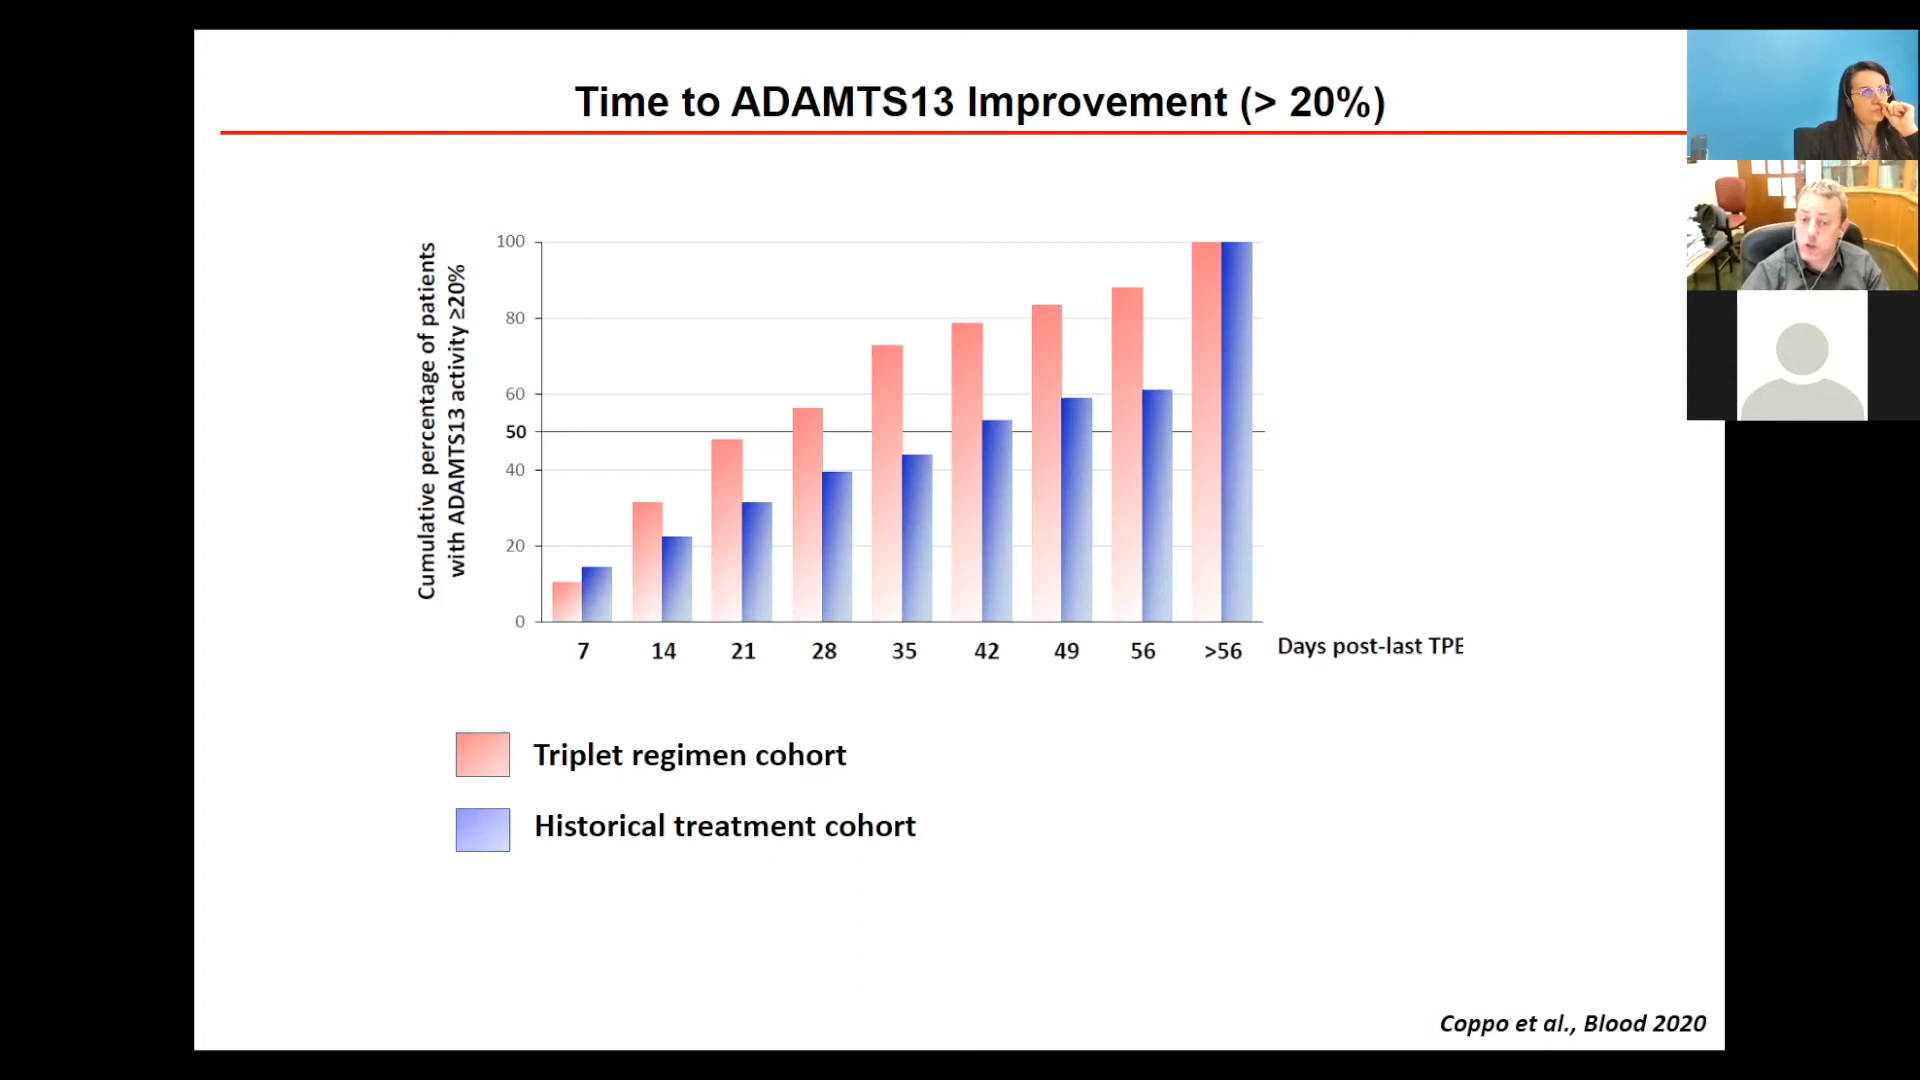 Time to ADAMTS13 Improvement (> 20%)
Cumulative percentage of patients
with ADAMTS13 activity ≥20%
100
80
60
50
40
20
0
7 14 21 28 35 42 49 56 >56 Days post-last TPE
Triplet regimen cohort
Historical treatment cohort
Coppo et al., Blood 2020